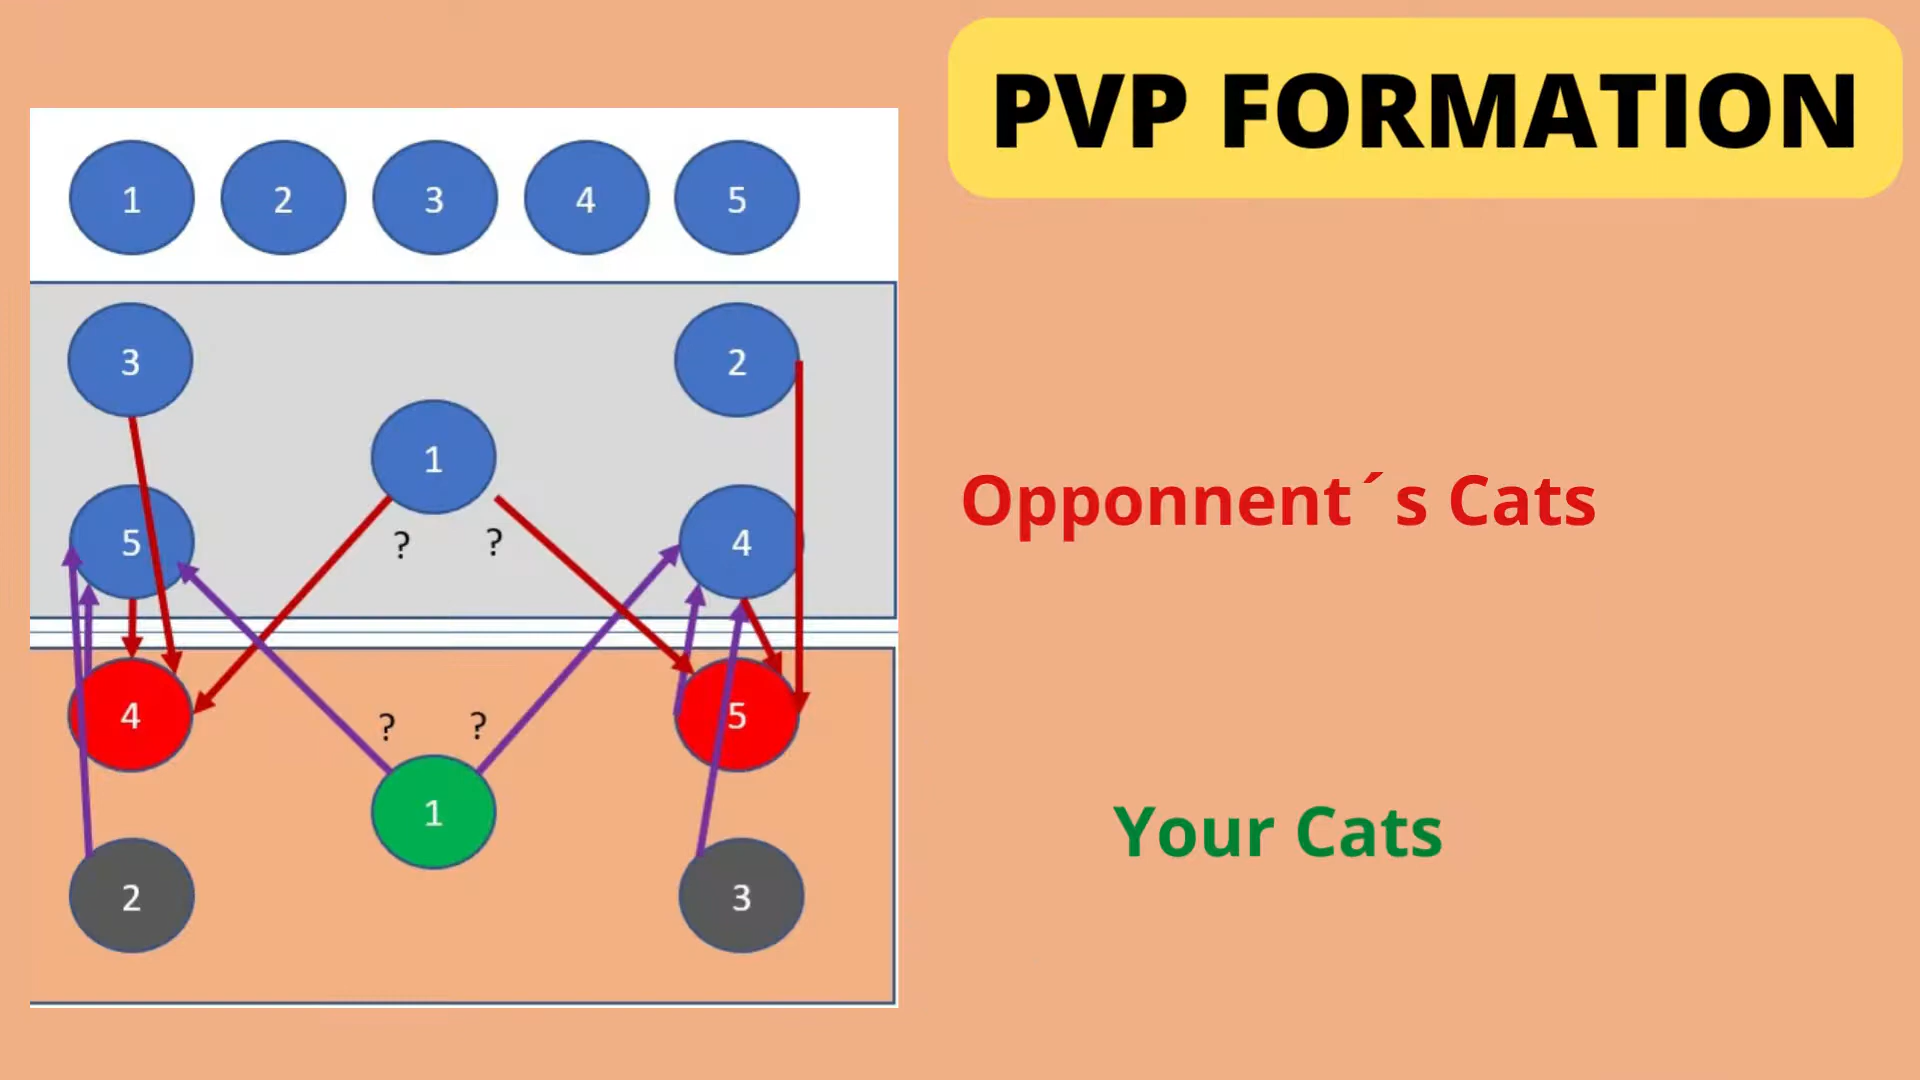 PVP FORMATION
1 2 3 4 5
3 2
1
5 ? ? 4
Opponnent´s Cats
4 ? ? 5
1
Your Cats
2 3